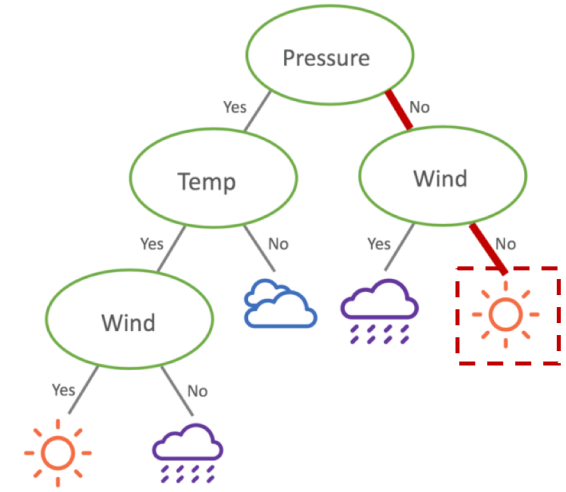 Pressure
Yes
No
Temp
Wind
Yes
No
Yes
No
Wind
Yes
No